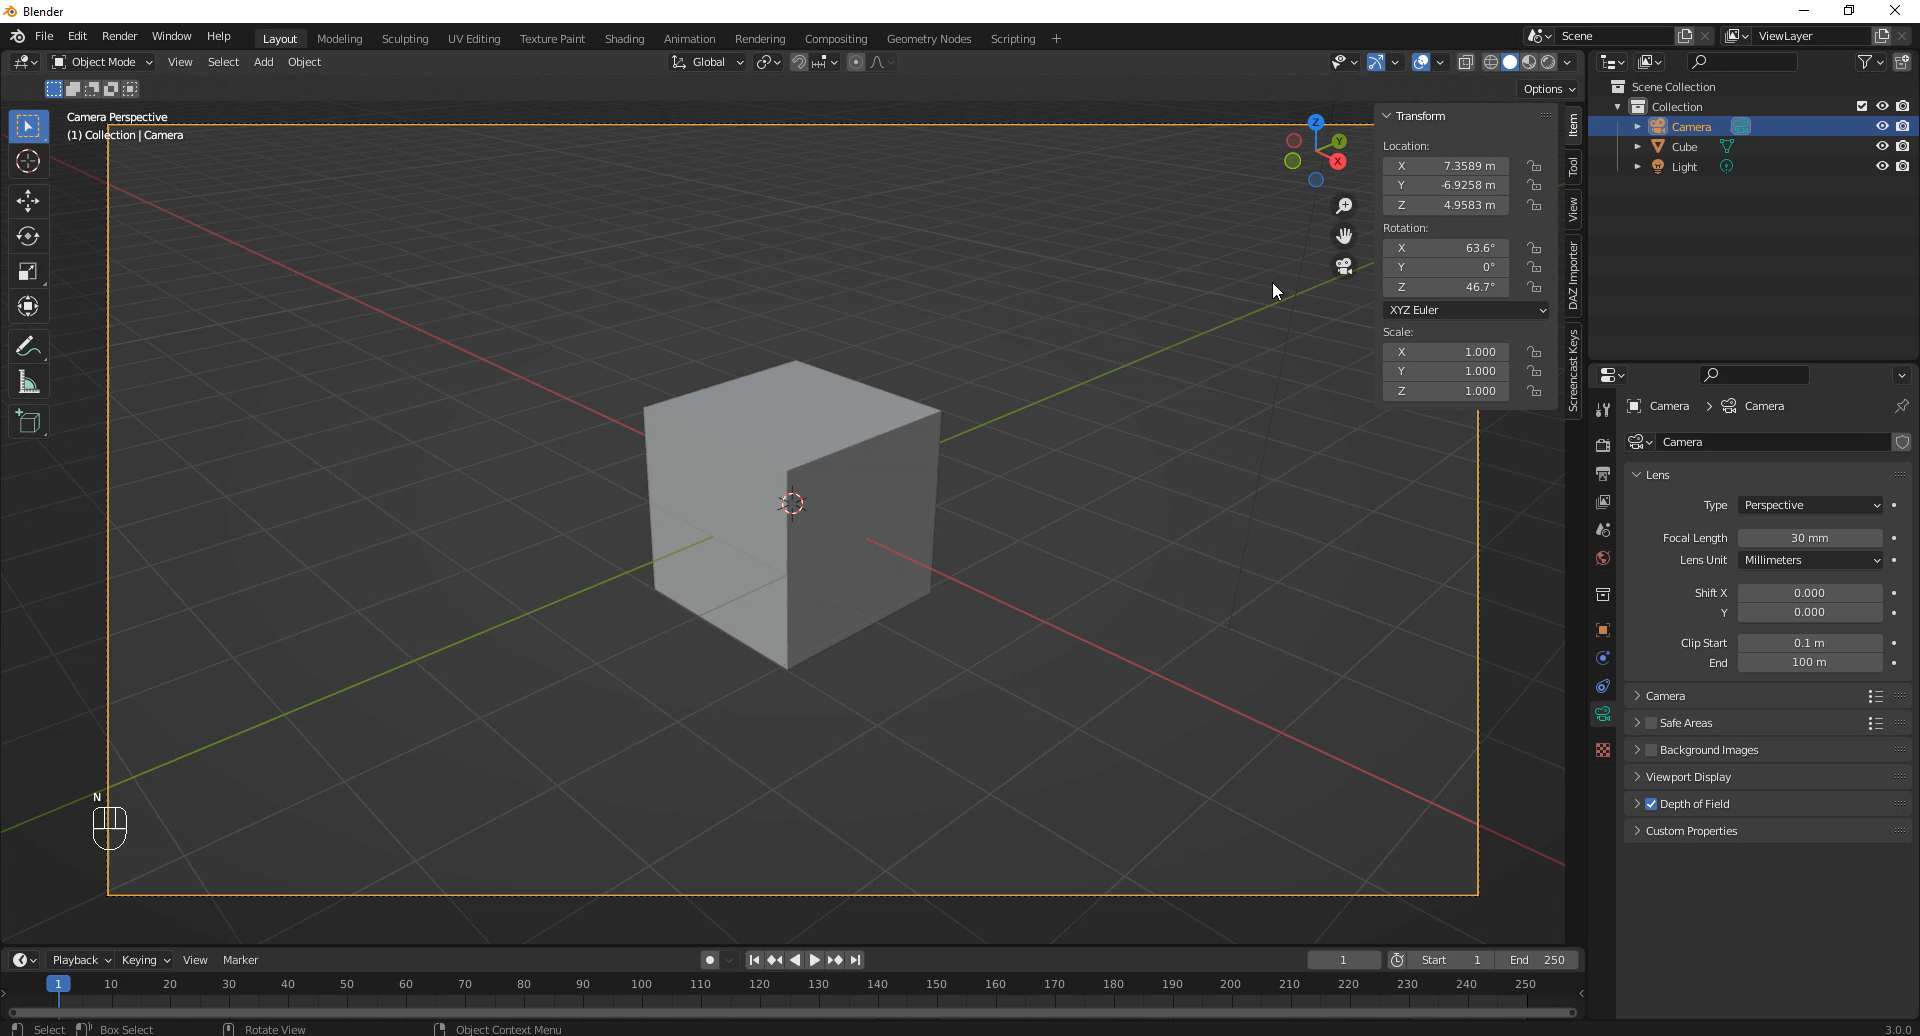 Blender
File Edit Render Window Help Layout Modeling Sculpting UV Editing Texture Paint Shading Animation Rendering Compositing Geometry Nodes Scripting + Scene ViewLayer
Object Mode View Select Add Object Global
Options
Camera Perspective
(1) Collection | Camera
Z
Y
X
Transform
Location:
X 7.3589 m
Y -6.9258 m
Z 4.9583 m
Rotation:
X 63.6°
Y 0°
Z 46.7°
XYZ Euler
Scale:
X 1.000
Y 1.000
Z 1.000
Item
Tool
View
DAZ Importer
Screencast Keys
Scene Collection
Collection
Camera
Cube
Light
Camera > Camera
Camera
Lens
Type Perspective
Focal Length 30 mm
Lens Unit Millimeters
Shift X 0.000
Y 0.000
Clip Start 0.1 m
End 100 m
Camera
Safe Areas
Background Images
Viewport Display
Depth of Field
Custom Properties
N
Playback Keying View Marker 1 Start 1 End 250
1 10 20 30 40 50 60 70 80 90 100 110 120 130 140 150 160 170 180 190 200 210 220 230 240 250
Select Box Select Rotate View Object Context Menu 3.0.0